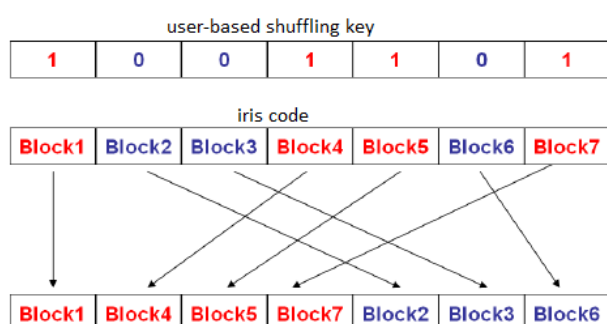 user-based shuffling key
1 0 0 1 1 0 1
iris code
Block1 Block2 Block3 Block4 Block5 Block6 Block7
Block1 Block4 Block5 Block7 Block2 Block3 Block6